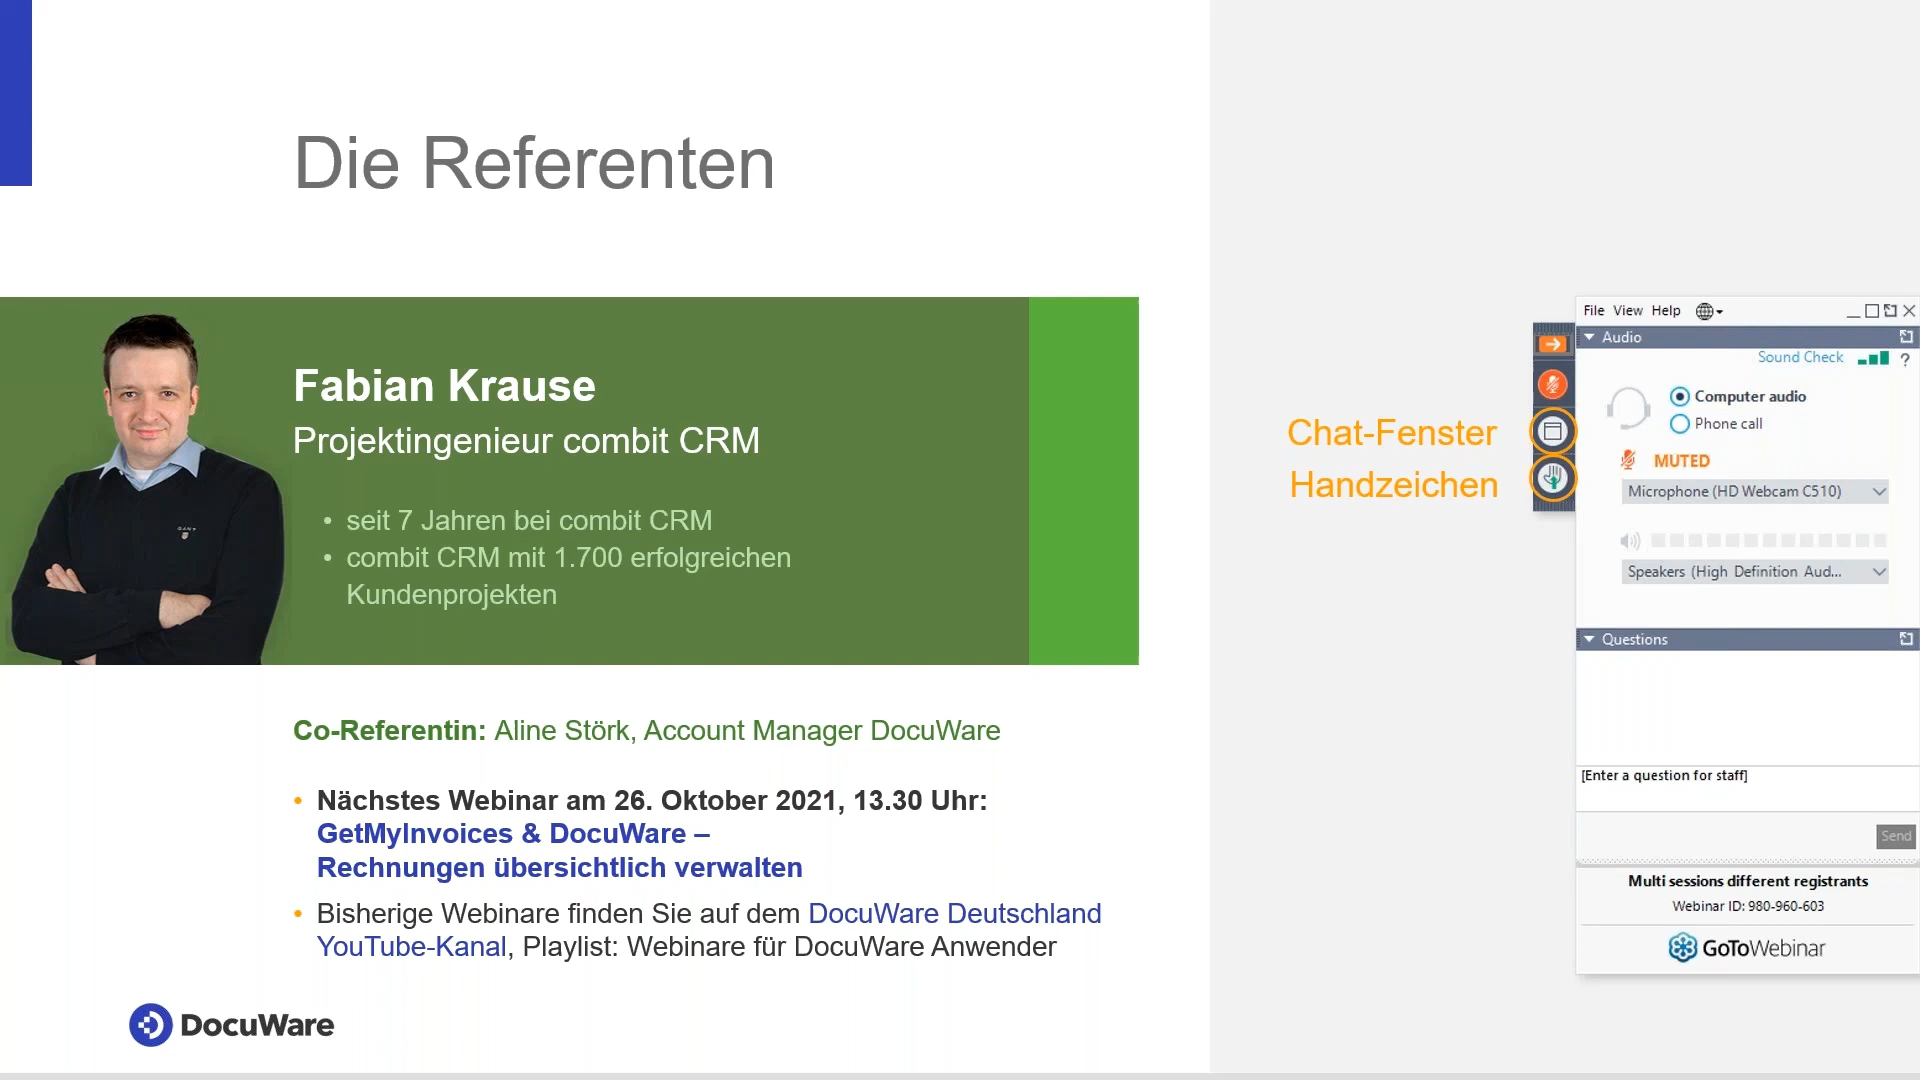 Die Referenten
Fabian Krause
Projektingenieur combit CRM
• seit 7 Jahren bei combit CRM
• combit CRM mit 1.700 erfolgreichen
Kundenprojekten
GANT
Co-Referentin: Aline Störk, Account Manager DocuWare
• Nächstes Webinar am 26. Oktober 2021, 13.30 Uhr:
GetMyInvoices & DocuWare –
Rechnungen übersichtlich verwalten
• Bisherige Webinare finden Sie auf dem DocuWare Deutschland
YouTube-Kanal, Playlist: Webinare für DocuWare Anwender
DocuWare
Chat-Fenster
Handzeichen
File View Help
Audio
Sound Check ?
Computer audio
Phone call
MUTED
Microphone (HD Webcam C510)
Speakers (High Definition Aud...
Questions
[Enter a question for staff]
Send
Multi sessions different registrants
Webinar ID: 980-960-603
GoToWebinar